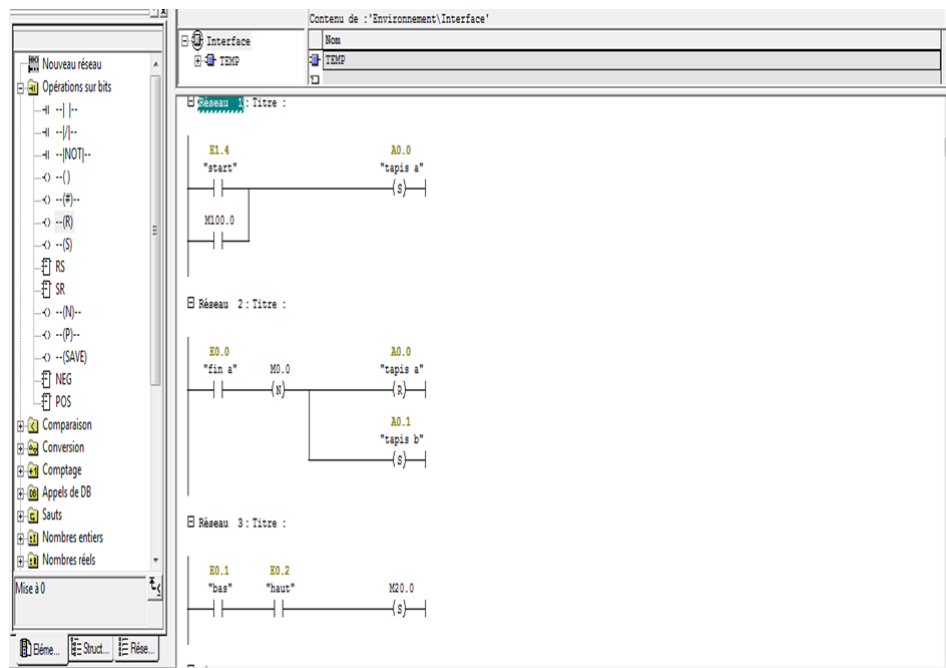 Contenu de :'Environnement\Interface'
Interface
TEMP
Nom
TEMP
Nouveau réseau
Opérations sur bits
--| |--
--|/|--
--|NOT|--
--()
--(#)--
--(R)
--(S)
RS
SR
--(N)--
--(P)--
--(SAVE)
NEG
POS
Comparaison
Conversion
Comptage
Appels de DB
Sauts
Nombres entiers
Nombres réels
Mise à 0
Éléme...
Struct...
Rése...
Réseau 1: Titre :
E1.4 A0.0
"start" "tapis a"
(S)
M100.0
Réseau 2: Titre :
E0.0 A0.0
"fin a" M0.0 "tapis a"
(N) (R)
A0.1
"tapis b"
(S)
Réseau 3: Titre :
E0.1 E0.2
"bas" "haut" M20.0
(S)